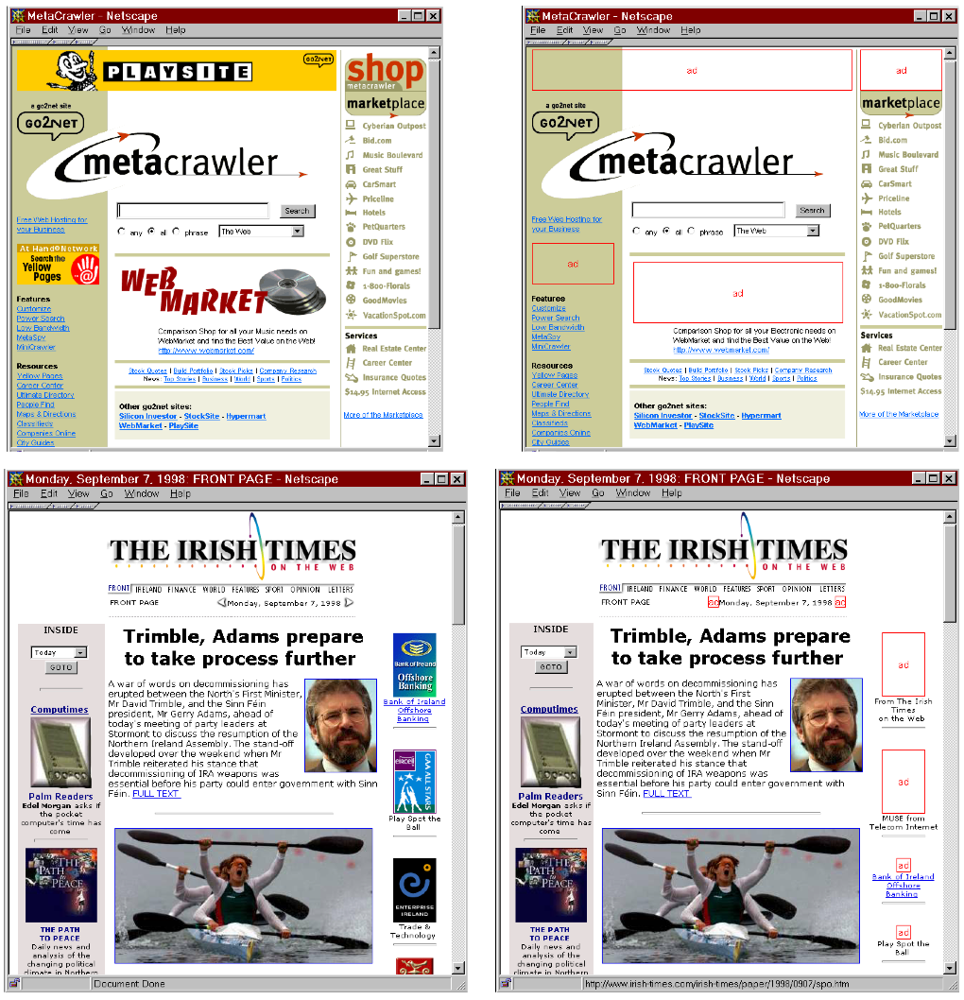 MetaCrawler - Netscape
File Edit View Go Window Help
PLAYSITE
GO2NET
shop
metacrawler
marketplace
a go2net site
GO2NET
metacrawler
Search
Free Web Hosting for
your Business
any all phrase The Web
At Hand Network
Search the
Yellow
Pages
WEB
MARKET
Comparison Shop for all your Music needs on
WebMarket and find the Best Value on the Web!
http://www.webmarket.com/
Features
Customize
Power Search
Low Bandwidth
MetaSpy
MiniCrawler
Resources
Yellow Pages
Career Center
Ultimate Directory
People Find
Maps & Directions
Classifieds
Companies Online
City Guides
Stock Quotes | Build Portfolio | Stock Picks | Company Research
News: Top Stories | Business | World | Sports | Politics
Other go2net sites:
Silicon Investor - StockSite - Hypermart
WebMarket - PlaySite
Cyberian Outpost
Bid.com
Music Boulevard
Great Stuff
CarSmart
Priceline
Hotels
PetQuarters
DVD Flix
Golf Superstore
Fun and games!
1-800-Florals
GoodMovies
VacationSpot.com
Services
Real Estate Center
Career Center
Insurance Quotes
$14.95 Internet Access
More of the Marketplace
MetaCrawler - Netscape
File Edit View Go Window Help
ad
ad
marketplace
a go2net site
GO2NET
metacrawler
Search
Free Web Hosting for
your Business
any all phrase The Web
ad
ad
Comparison Shop for all your Electronic needs on
WebMarket and find the Best Value on the Web!
http://www.webmarket.com/
Features
Customize
Power Search
Low Bandwidth
MetaSpy
MiniCrawler
Resources
Yellow Pages
Career Center
Ultimate Directory
People Find
Maps & Directions
Classifieds
Companies Online
City Guides
Stock Quotes | Build Portfolio | Stock Picks | Company Research
News: Top Stories | Business | World | Sports | Politics
Other go2net sites:
Silicon Investor - StockSite - Hypermart
WebMarket - PlaySite
Cyberian Outpost
Bid.com
Music Boulevard
Great Stuff
CarSmart
Priceline
Hotels
PetQuarters
DVD Flix
Golf Superstore
Fun and games!
1-800-Florals
GoodMovies
VacationSpot.com
Services
Real Estate Center
Career Center
Insurance Quotes
$14.95 Internet Access
More of the Marketplace
Monday, September 7, 1998: FRONT PAGE - Netscape
File Edit View Go Window Help
THE IRISH TIMES
ON THE WEB
FRONT IRELAND FINANCE WORLD FEATURES SPORT OPINION LETTERS
FRONT PAGE Monday, September 7, 1998
INSIDE
Today
GOTO
Computimes
Palm Readers
Edel Morgan asks if
the pocket
computer's time has
come
THE PATH
TO PEACE
THE PATH
TO PEACE
Daily news and
analysis of the
changing political
climate in Northern
Trimble, Adams prepare
to take process further
A war of words on decommissioning has
erupted between the North's First Minister,
Mr David Trimble, and the Sinn Féin
president, Mr Gerry Adams, ahead of
today's meeting of party leaders at
Stormont to discuss the resumption of the
Northern Ireland Assembly. The stand-off
developed over the weekend when Mr
Trimble reiterated his stance that
decommissioning of IRA weapons was
essential before his party could enter government with Sinn
Féin. FULL TEXT
Bank of Ireland
Offshore
Banking
Bank of Ireland
Offshore
Banking
EIRCELL
GAA ALL STARS
Play Spot the
Ball
ENTERPRISE
IRELAND
Trade &
Technology
Document Done
Monday, September 7, 1998: FRONT PAGE - Netscape
File Edit View Go Window Help
THE IRISH TIMES
ON THE WEB
FRONT IRELAND FINANCE WORLD FEATURES SPORT OPINION LETTERS
FRONT PAGE ad Monday, September 7, 1998 ad
INSIDE
Today
GOTO
Computimes
Palm Readers
Edel Morgan asks if
the pocket
computer's time has
come
THE PATH
TO PEACE
THE PATH
TO PEACE
Daily news and
analysis of the
changing political
climate in Northern
Trimble, Adams prepare
to take process further
A war of words on decommissioning has
erupted between the North's First
Minister, Mr David Trimble, and the Sinn
Féin president, Mr Gerry Adams, ahead of
today's meeting of party leaders at
Stormont to discuss the resumption of the
Northern Ireland Assembly. The stand-off
developed over the weekend when Mr
Trimble reiterated his stance that
decommissioning of IRA weapons was
essential before his party could enter government with Sinn
Féin. FULL TEXT
ad
From The Irish
Times
on the Web
ad
MUSE from
Telecom Internet
ad
Bank of Ireland
Offshore
Banking
ad
Play Spot the
Ball
http://www.irish-times.com/irish-times/paper/1998/0907/spo.htm